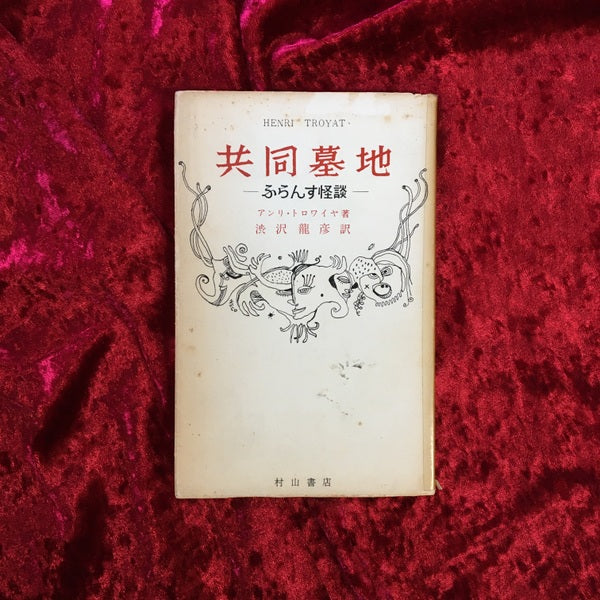 HENRI TROYAT
共同墓地
―ふらんす怪談―
アンリ・トロワイヤ著
渋沢龍彦訳
村山書店